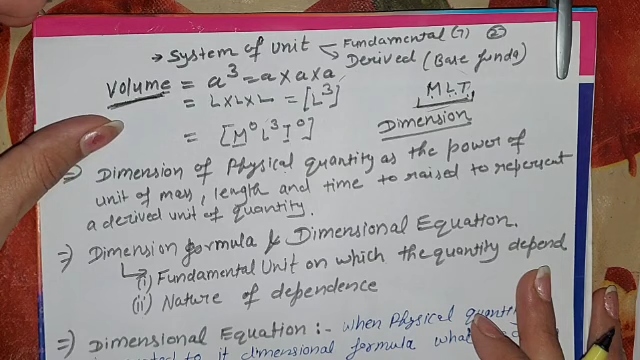 → System of Unit < Fundamental (7) ②
Derived (Base funda)
Volume = a³ = a × a × a
= L × L × L = [L³]
M L T
= [M⁰ L³ T⁰]
Dimension
⇒ Dimension of Physical quantity as the power of
unit of mass, length and time to raised to represent
a derived unit of quantity.
⇒ Dimension formula & Dimensional Equation.
↳ (i) Fundamental Unit on which the quantity depend
(ii) Nature of dependence
⇒ Dimensional Equation :- when Physical
to it dimensional formula